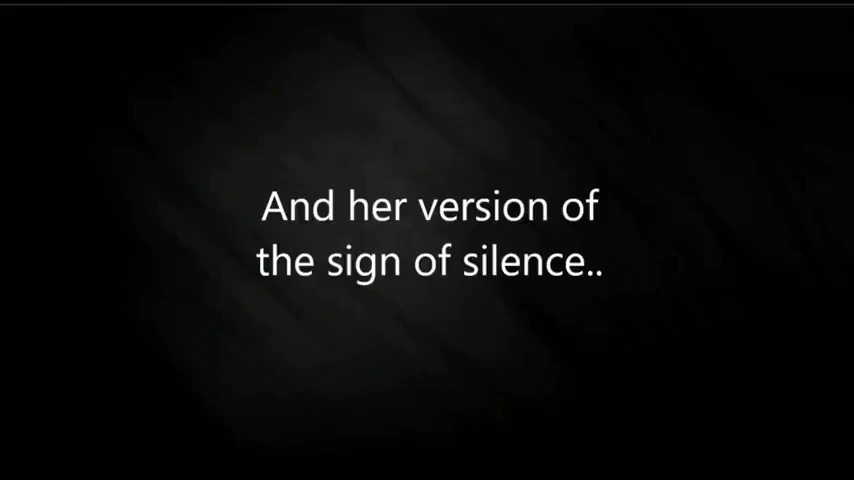 And her version of
the sign of silence..